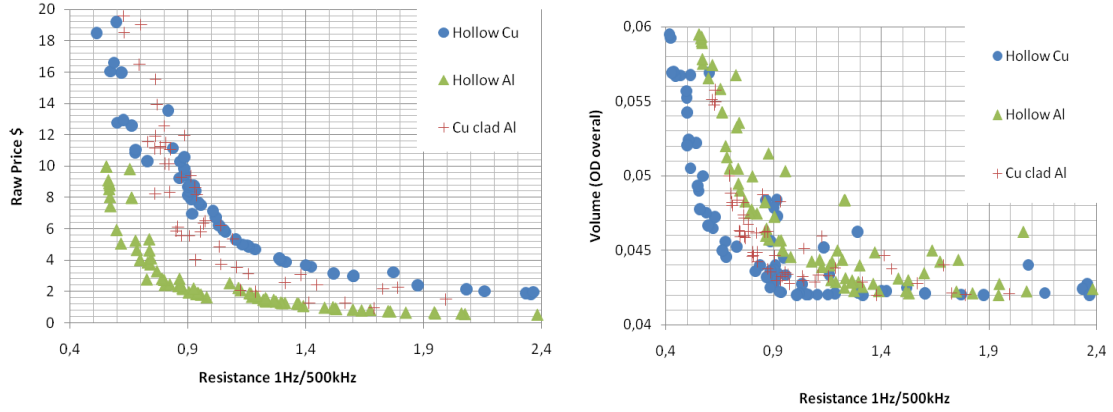 20
18
16
14
12
10
8
6
4
2
0
Raw Price $
0,4
0,9
1,4
1,9
2,4
Resistance 1Hz/500kHz
Hollow Cu
Hollow Al
Cu clad Al
0,06
0,055
0,05
0,045
0,04
Volume (OD overal)
0,4
0,9
1,4
1,9
2,4
Resistance 1Hz/500kHz
Hollow Cu
Hollow Al
Cu clad Al